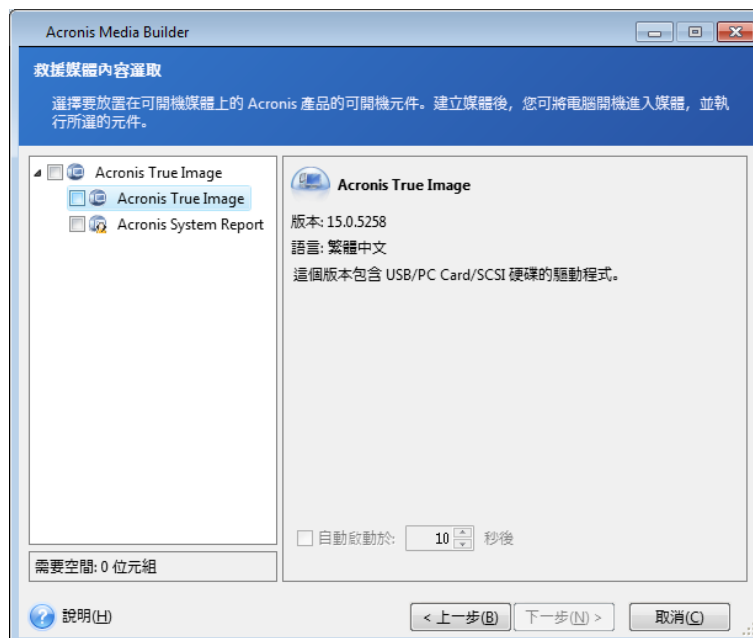 Acronis Media Builder
救援媒體內容選取
選擇要放置在可開機媒體上的 Acronis 產品的可開機元件。建立媒體後，您可將電腦開機進入媒體，並執
行所選的元件。
Acronis True Image
Acronis True Image
Acronis System Report
Acronis True Image
版本: 15.0.5258
語言: 繁體中文
這個版本包含 USB/PC Card/SCSI 硬碟的驅動程式。
自動啟動於: 10 秒後
需要空間: 0 位元組
說明(H)
< 上一步(B)
下一步(N) >
取消(C)